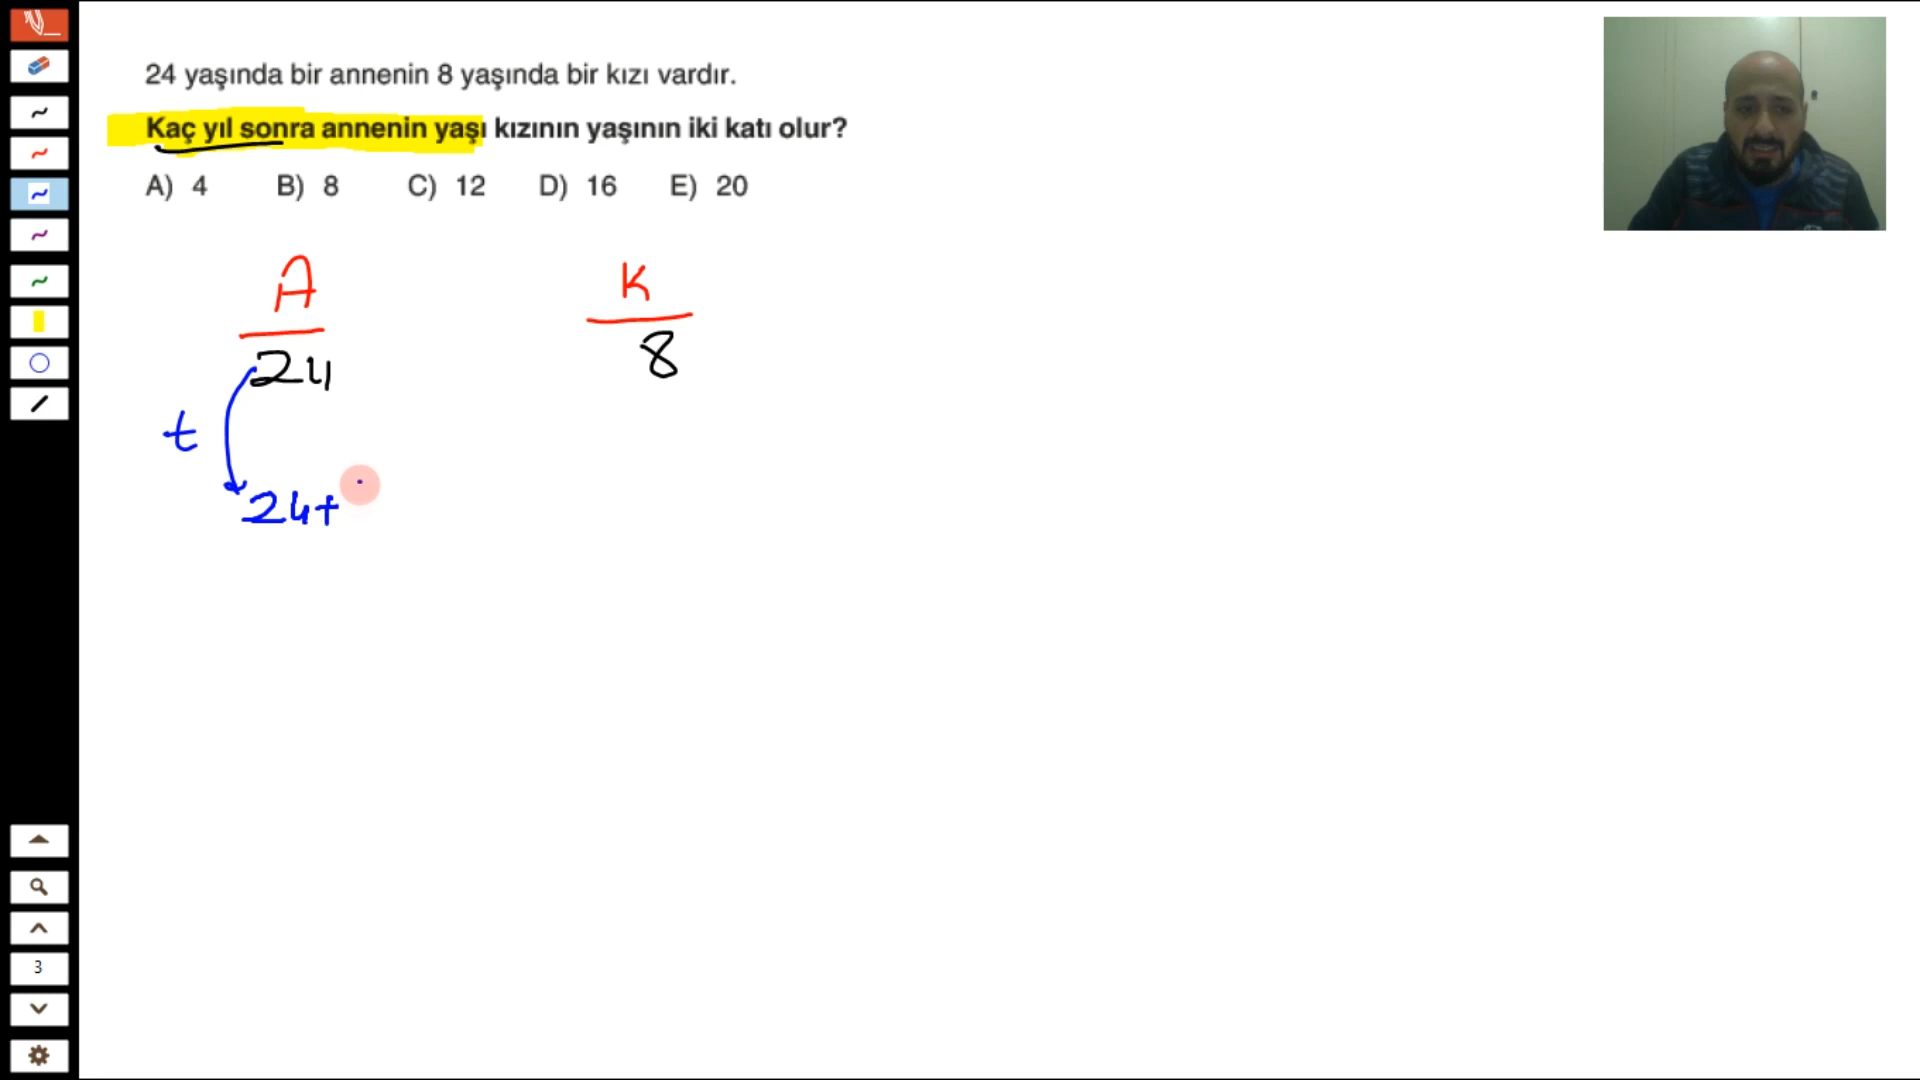 24 yaşında bir annenin 8 yaşında bir kızı vardır.
Kaç yıl sonra annenin yaşı kızının yaşının iki katı olur?
A) 4 B) 8 C) 12 D) 16 E) 20
A K
24 8
t
24+
3